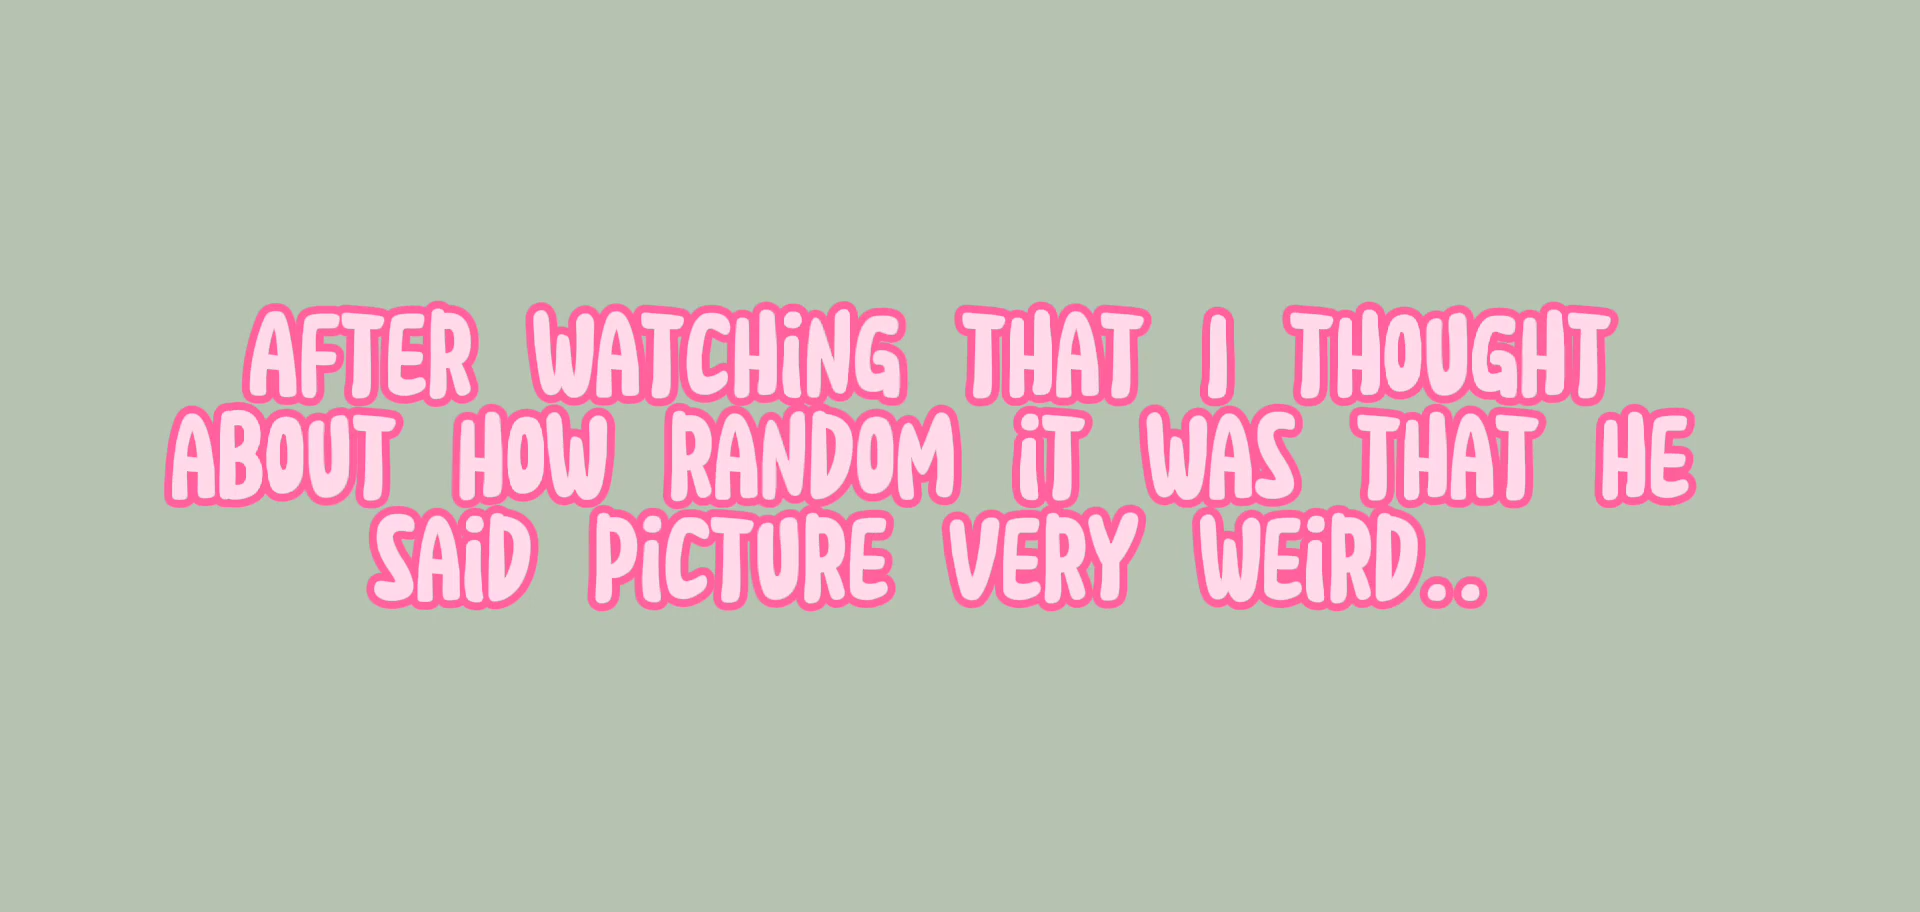 AFTER WATCHiNG THAT I THOUGHT
ABOUT HOW RANDOM iT WAS THAT HE
SAiD PiCTURE VERY WEiRD..